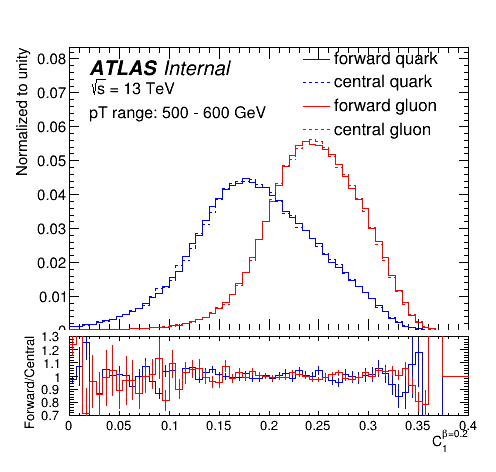 ATLAS Internal
√s = 13 TeV
pT range: 500 - 600 GeV
forward quark
central quark
forward gluon
central gluon
Normalized to unity
0.08
0.07
0.06
0.05
0.04
0.03
0.02
0.01
0
Forward/Central
1.3
1.2
1.1
1.0
0.9
0.8
0.7
0 0.05 0.1 0.15 0.2 0.25 0.3 0.35 0.4
C₁^β=0.2